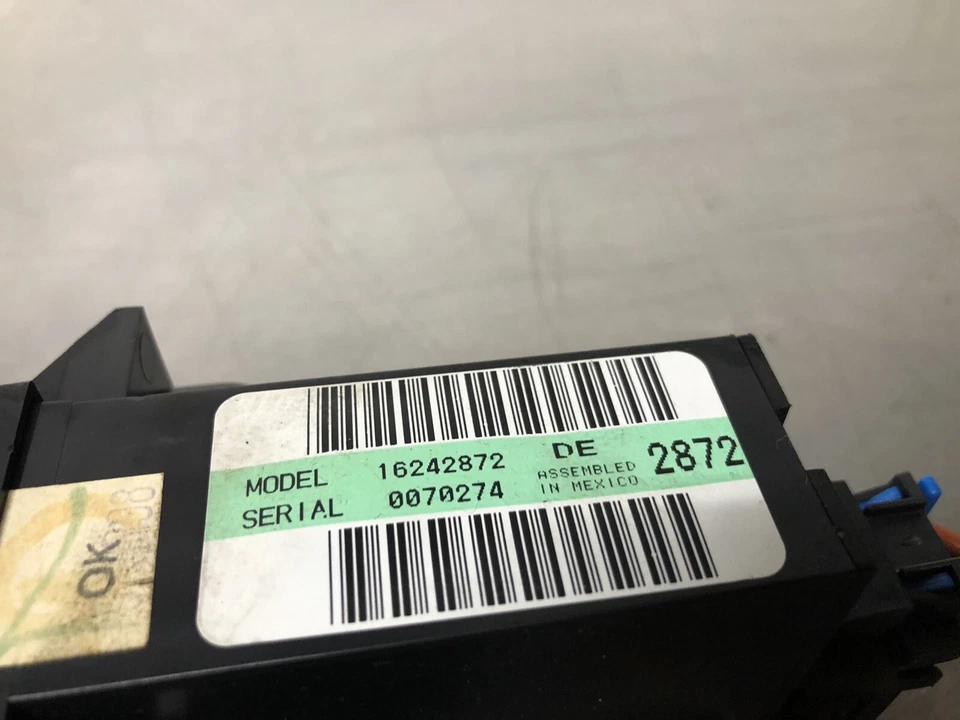 MODEL 16242872 DE 2872
SERIAL 0070274 ASSEMBLED
IN MEXICO
OK